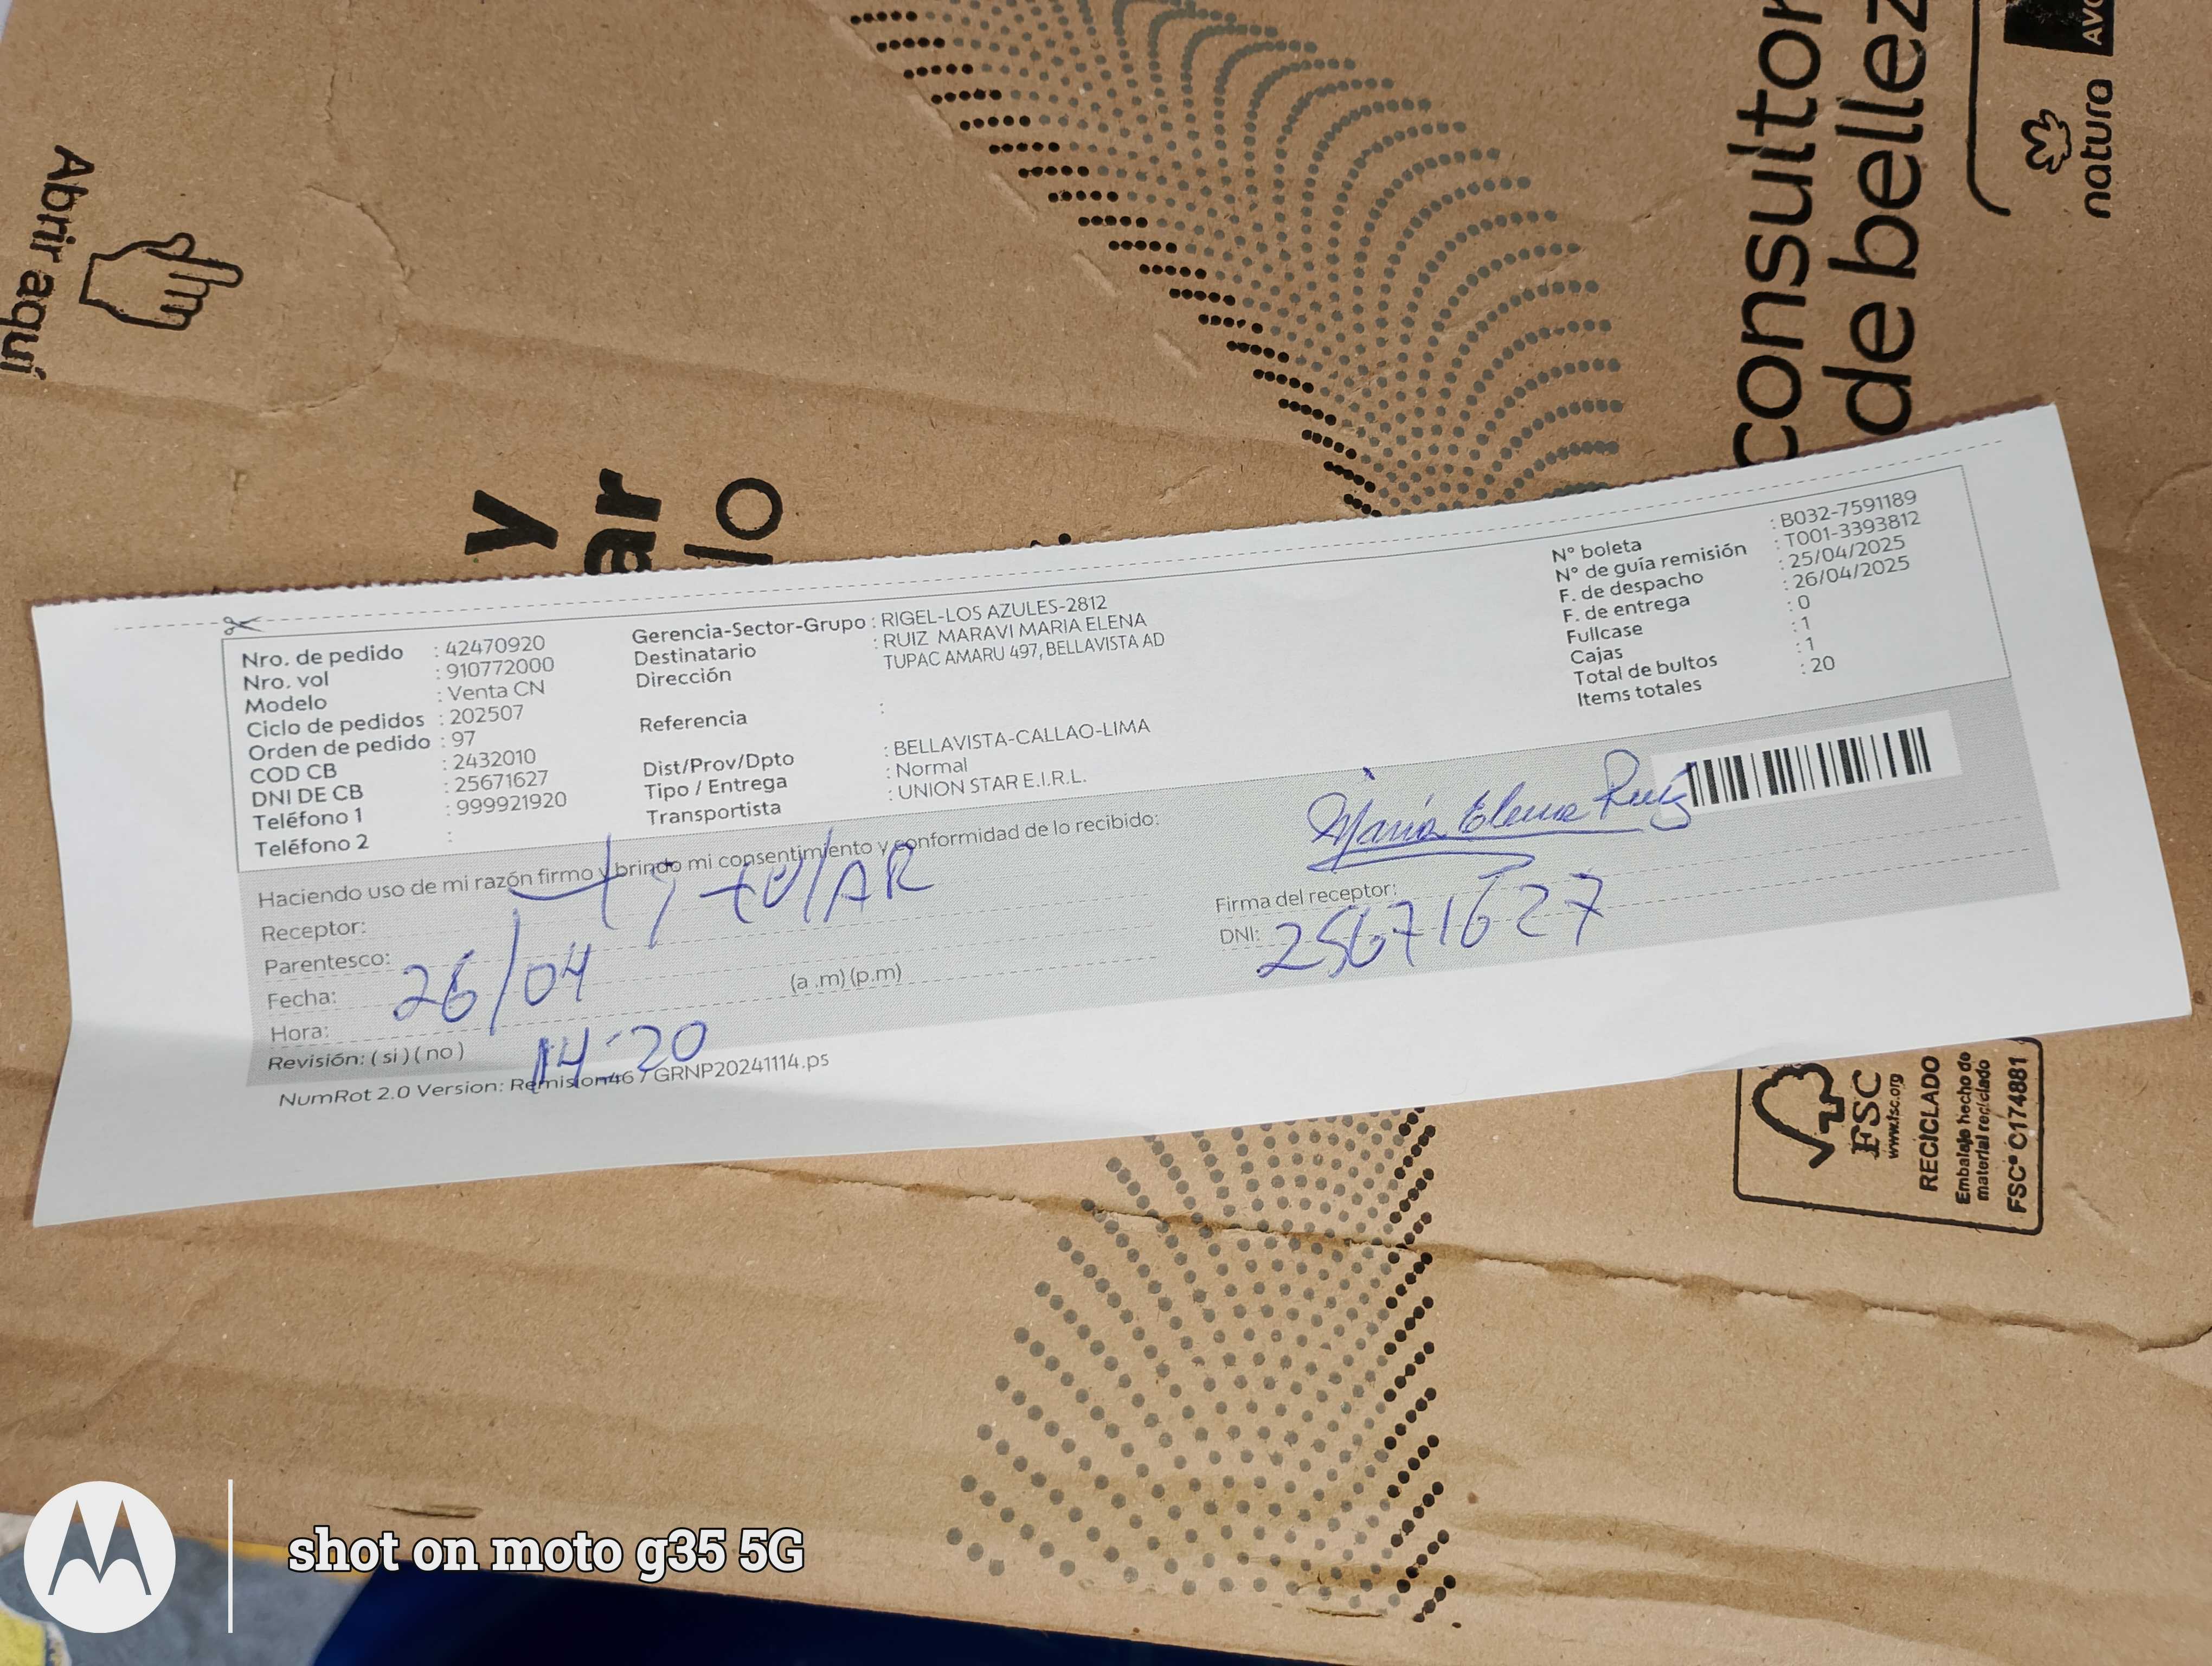 Abrir aquí
y
ar
lo
consultor
de bellez
natura
AVO
Nro. de pedido : 42470920
Nro. vol : 910772000
Modelo : Venta CN
Ciclo de pedidos : 202507
Orden de pedido : 97
COD CB : 2432010
DNI DE CB : 25671627
Teléfono 1 : 999921920
Teléfono 2 :
Gerencia-Sector-Grupo : RIGEL-LOS AZULES-2812
Destinatario : RUIZ MARAVI MARIA ELENA
Dirección TUPAC AMARU 497, BELLAVISTA AD
Referencia :
Dist/Prov/Dpto : BELLAVISTA-CALLAO-LIMA
Tipo / Entrega : Normal
Transportista : UNION STAR E.I.R.L.
N° boleta : B032-7591189
N° de guía remisión : T001-3393812
F. de despacho : 25/04/2025
F. de entrega : 26/04/2025
Fullcase : 0
Cajas : 1
Total de bultos : 1
Items totales : 20
Haciendo uso de mi razón firmo y brindo mi consentimiento y conformidad de lo recibido:
Receptor: titular
Parentesco:
Fecha: 26/04
Hora: 14:20 (a .m) (p.m)
Revisión: ( si ) ( no )
María Elena Ruiz
Firma del receptor:
DNI: 25671627
NumRot 2.0 Version: Remision46 / GRNP20241114.ps
FSC
www.fsc.org
RECICLADO
Embalaje hecho de
material reciclado
FSC® C174881
shot on moto g35 5G